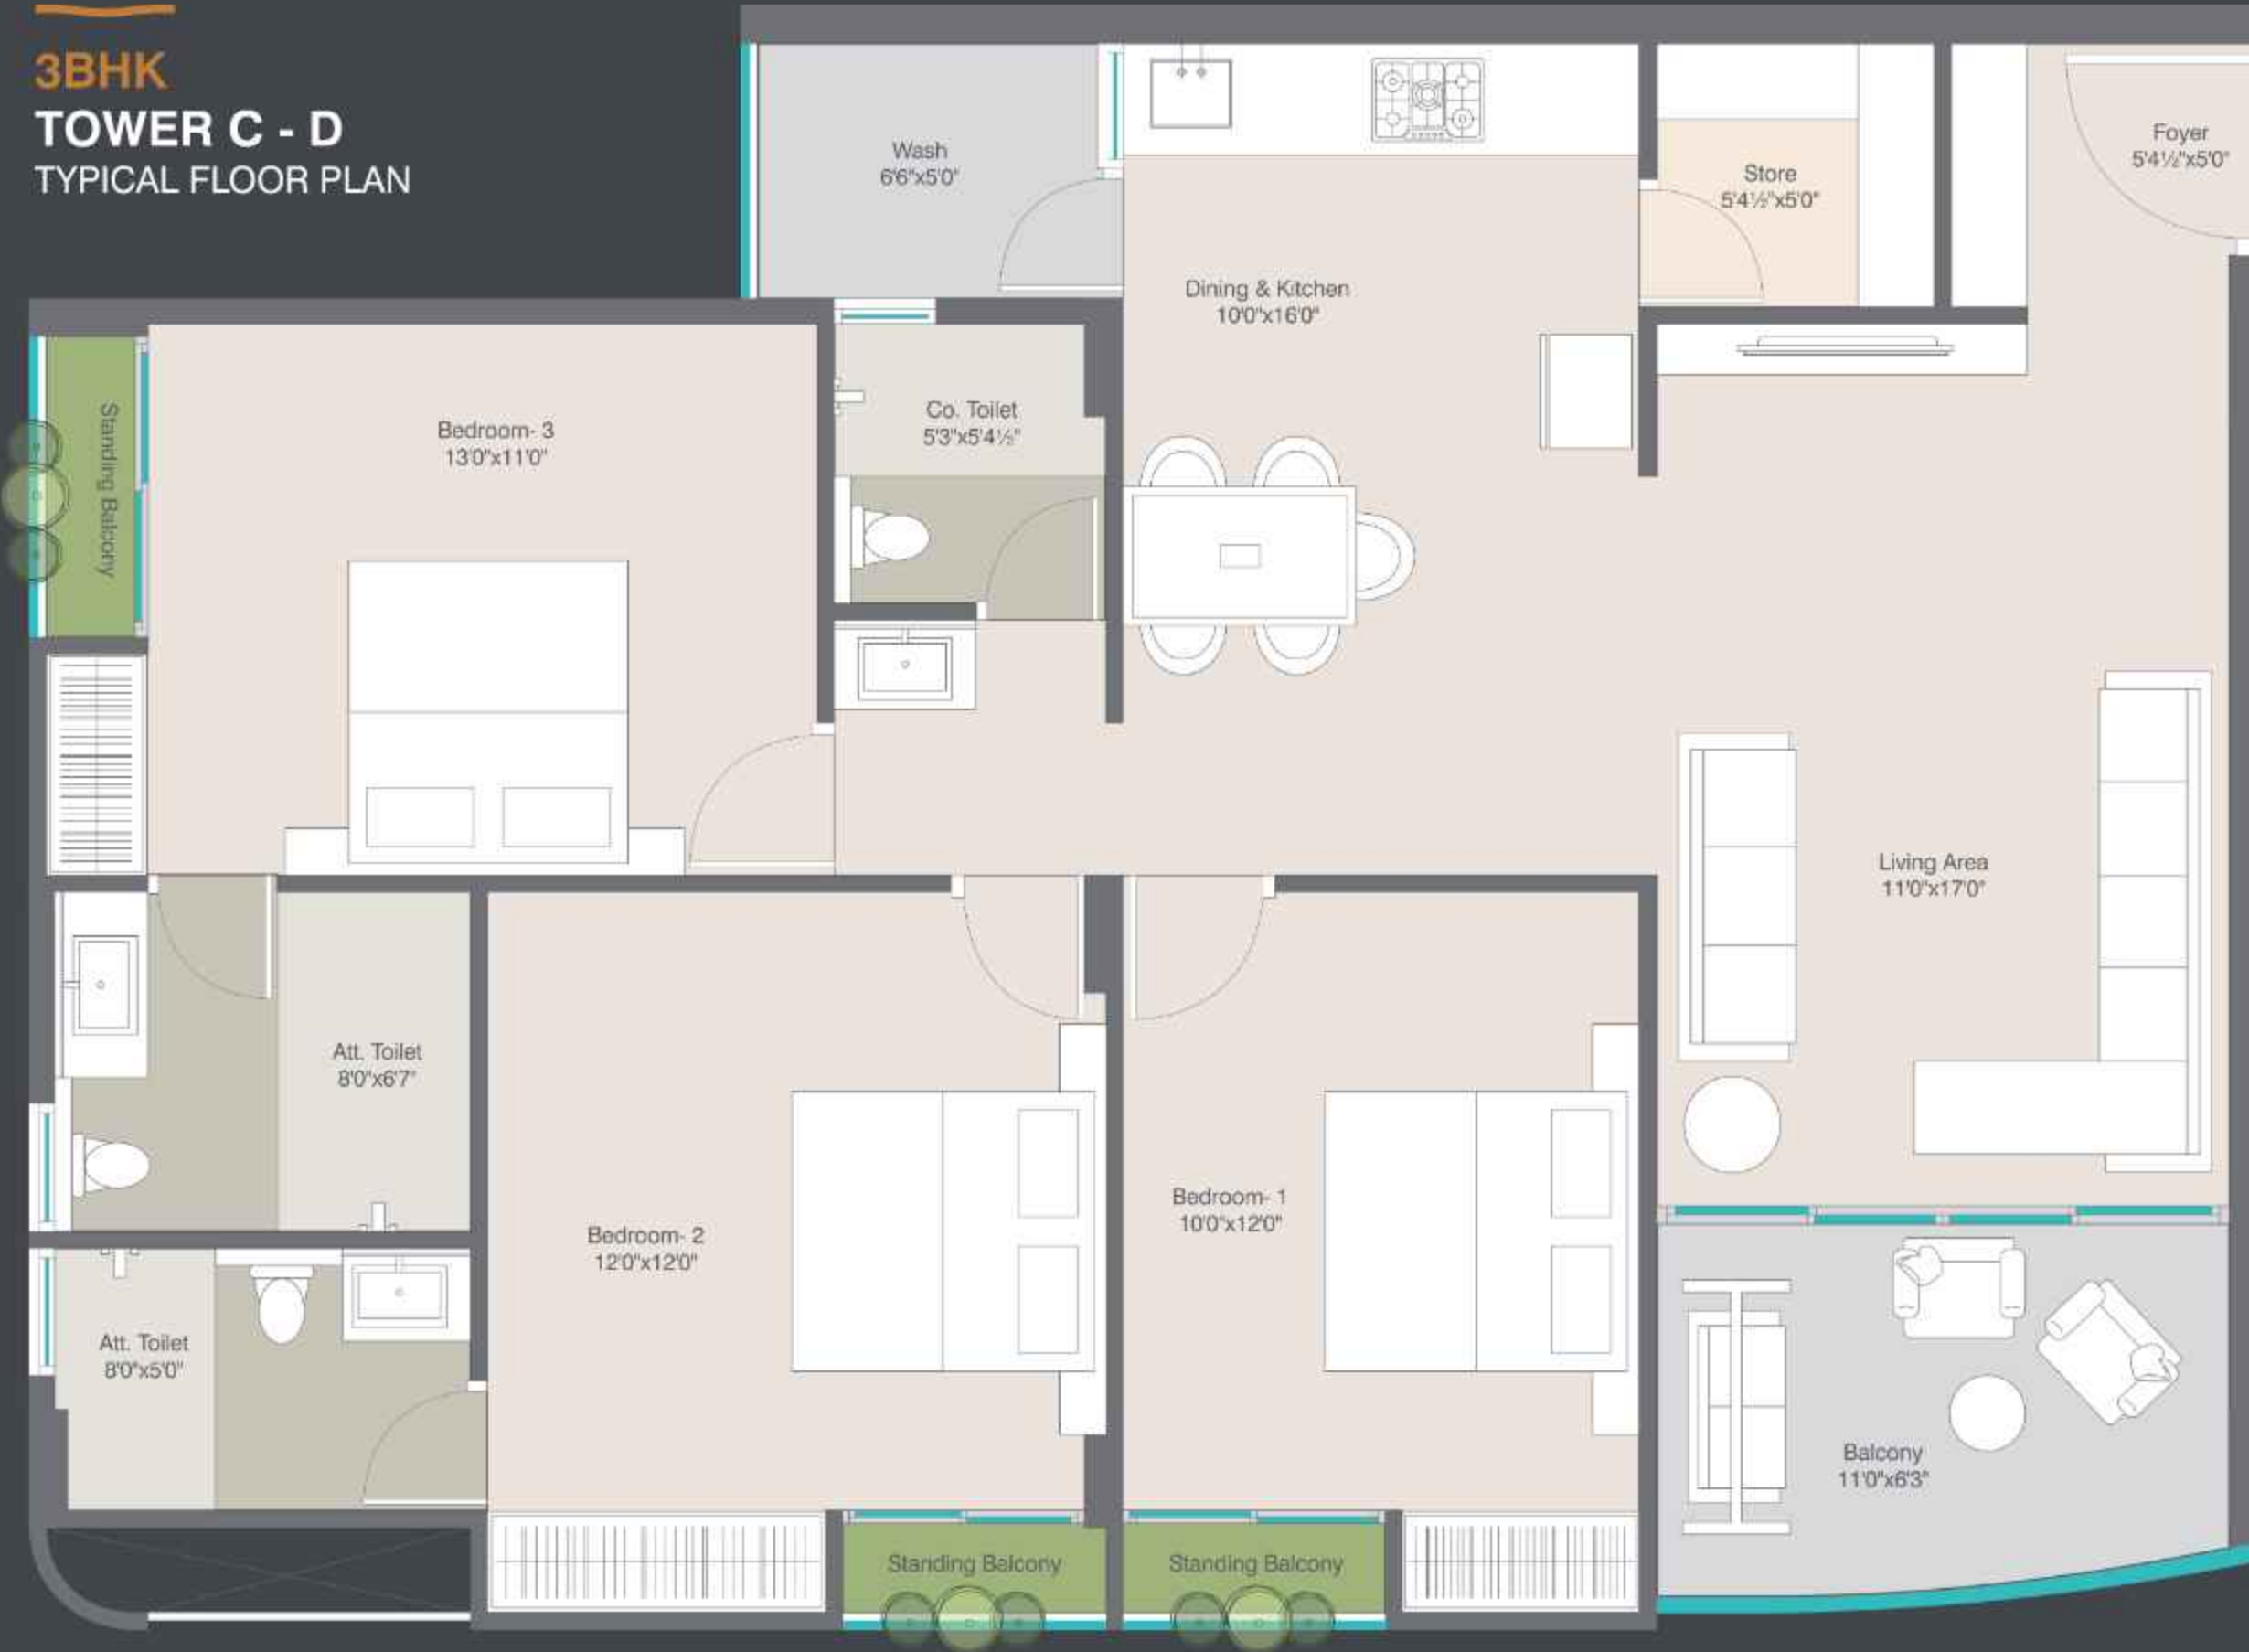 3BHK
TOWER C - D
TYPICAL FLOOR PLAN
Wash
6'6"x5'0"
Foyer
5'4½"x5'0"
Store
5'4½"x5'0"
Dining & Kitchen
10'0"x16'0"
Standing Balcony
Bedroom- 3
13'0"x11'0"
Co. Toilet
5'3"x5'4½"
Living Area
11'0"x17'0"
Att. Toilet
8'0"x6'7"
Bedroom- 2
12'0"x12'0"
Bedroom- 1
10'0"x12'0"
Att. Toilet
8'0"x5'0"
Balcony
11'0"x6'3"
Standing Balcony
Standing Balcony